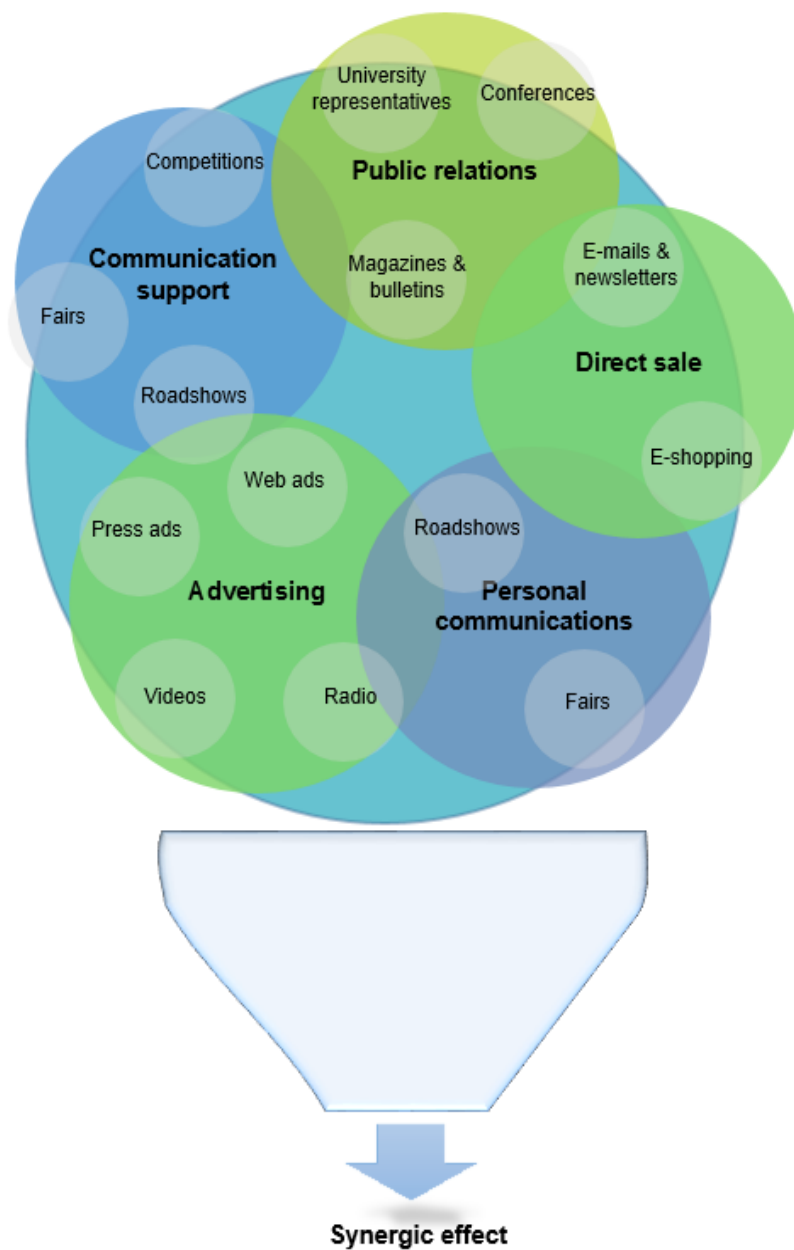 University
representatives
Conferences
Public relations
Magazines &
bulletins
Competitions
Communication
support
Fairs
Roadshows
E-mails &
newsletters
Direct sale
E-shopping
Web ads
Press ads
Advertising
Videos
Radio
Roadshows
Personal
communications
Fairs
Synergic effect